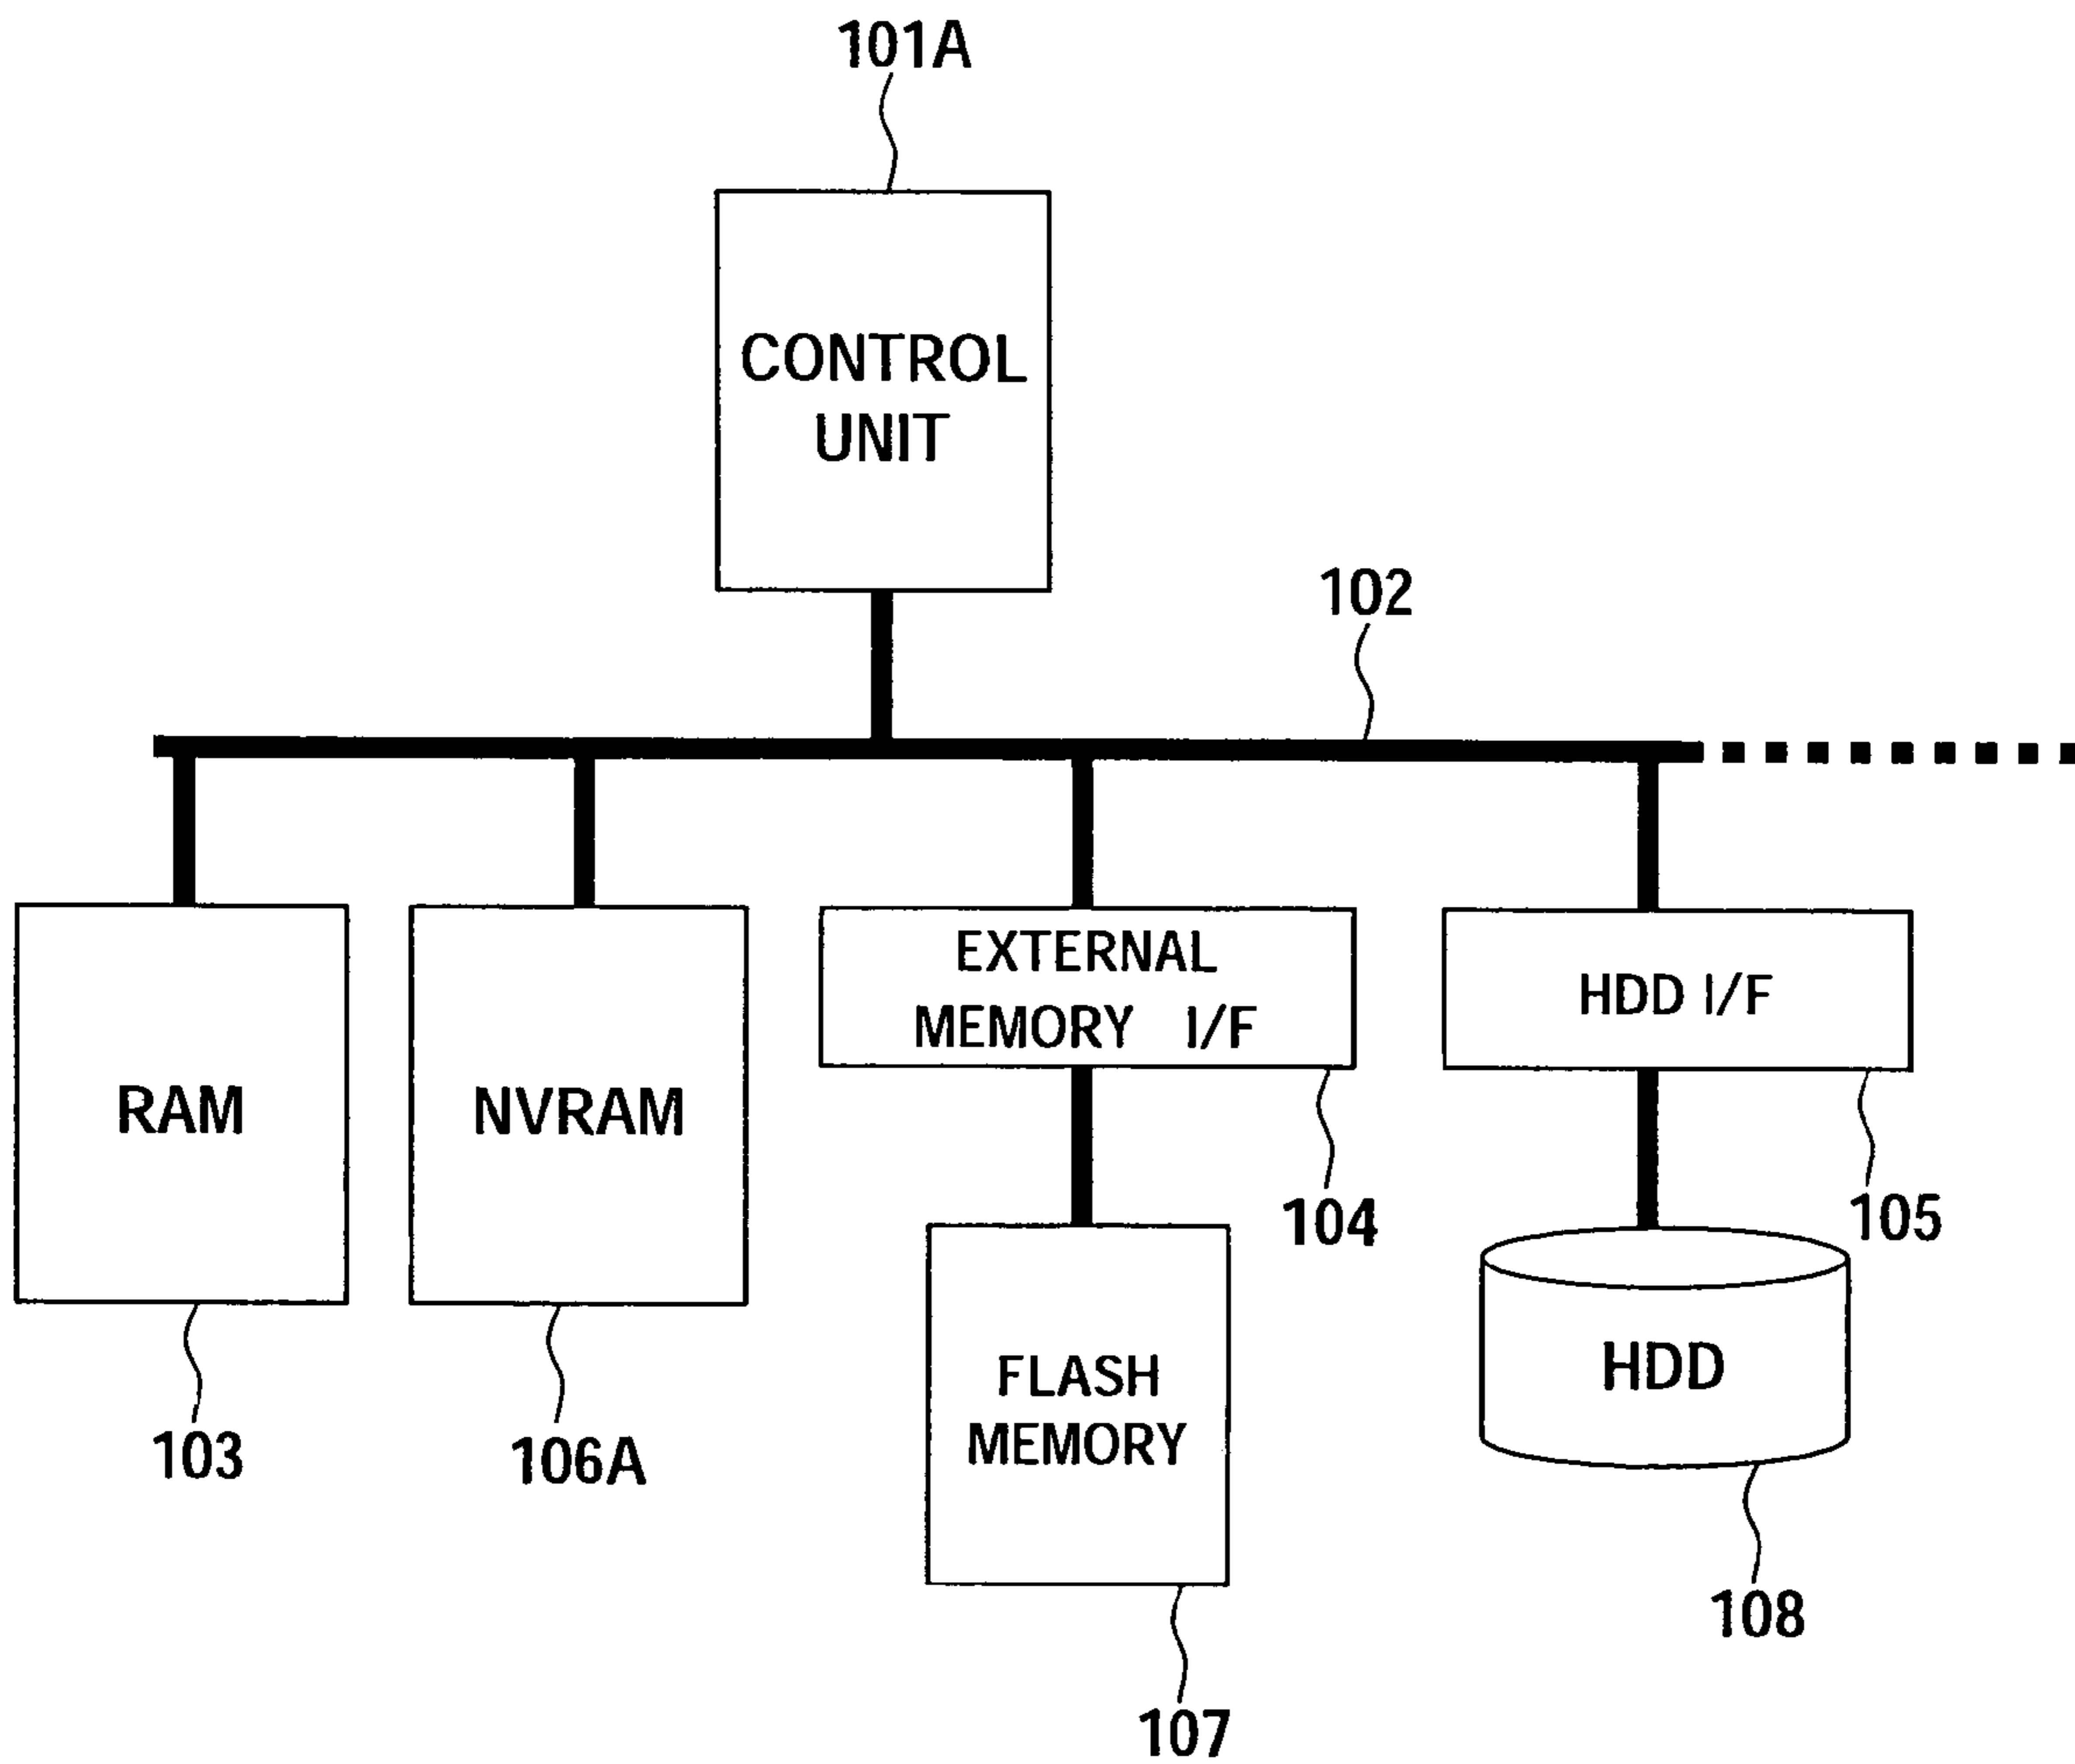 101A
CONTROL
UNIT
102
RAM
NVRAM
EXTERNAL
MEMORY I/F
HDD I/F
103
106A
104
105
FLASH
MEMORY
HDD
107
108